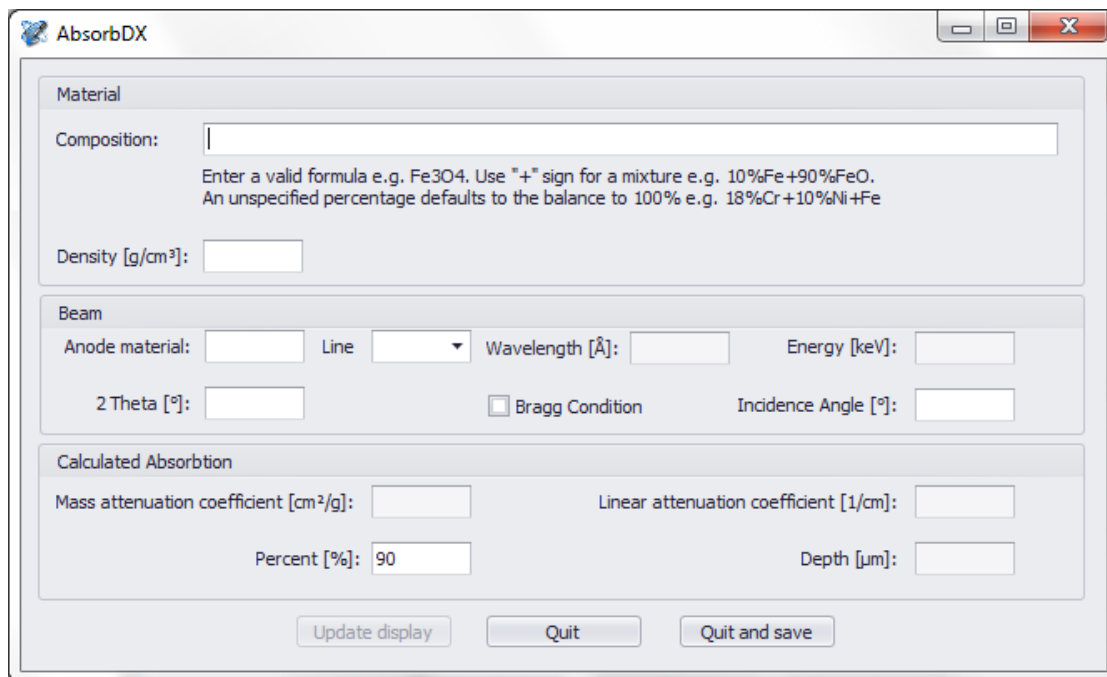 AbsorbDX
Material
Composition:
Enter a valid formula e.g. Fe3O4. Use "+" sign for a mixture e.g. 10%Fe+90%FeO.
An unspecified percentage defaults to the balance to 100% e.g. 18%Cr+10%Ni+Fe
Density [g/cm³]:
Beam
Anode material: Line Wavelength [Å]: Energy [keV]:
2 Theta [°]: Bragg Condition Incidence Angle [°]:
Calculated Absorbtion
Mass attenuation coefficient [cm²/g]: Linear attenuation coefficient [1/cm]:
Percent [%]: 90 Depth [µm]:
Update display Quit Quit and save